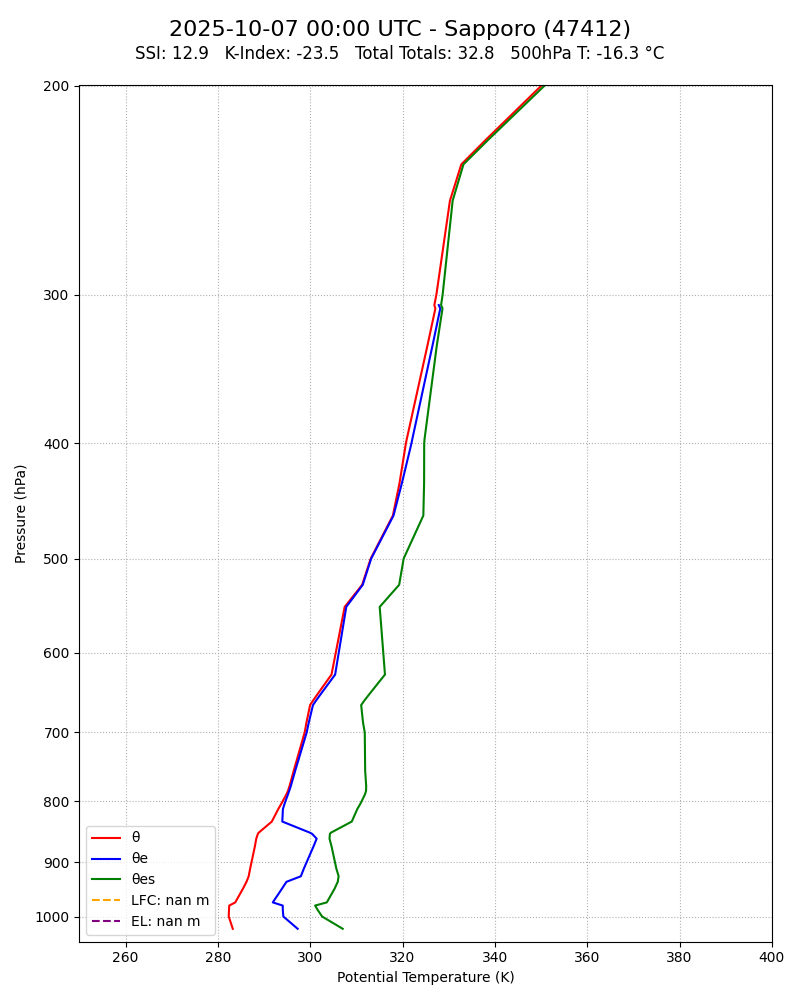 2025-10-07 00:00 UTC - Sapporo (47412)
SSI: 12.9 K-Index: -23.5 Total Totals: 32.8 500hPa T: -16.3 °C
200
300
400
500
600
700
800
900
1000
Pressure (hPa)
θ
θe
θes
LFC: nan m
EL: nan m
260 280 300 320 340 360 380 400
Potential Temperature (K)